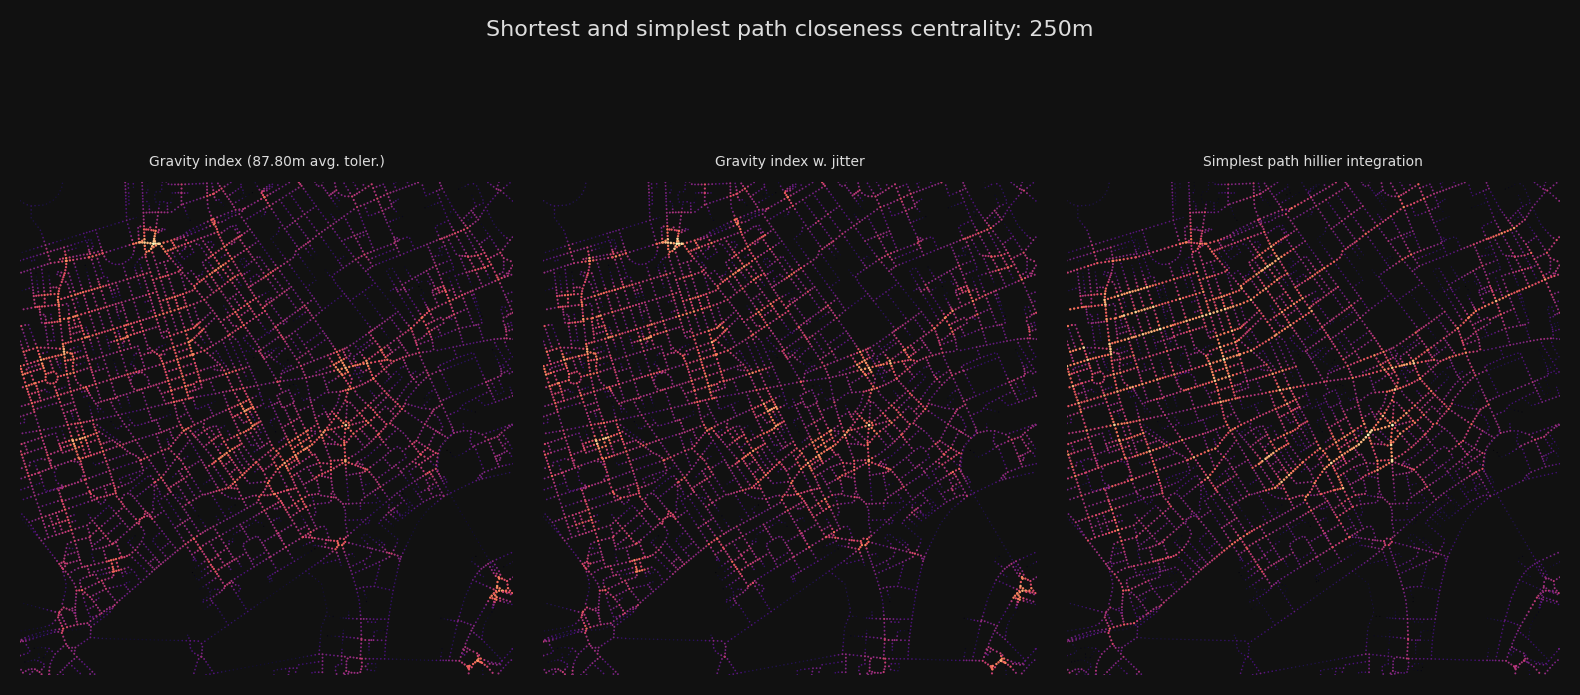 Shortest and simplest path closeness centrality: 250m
Gravity index (87.80m avg. toler.)
Gravity index w. jitter
Simplest path hillier integration